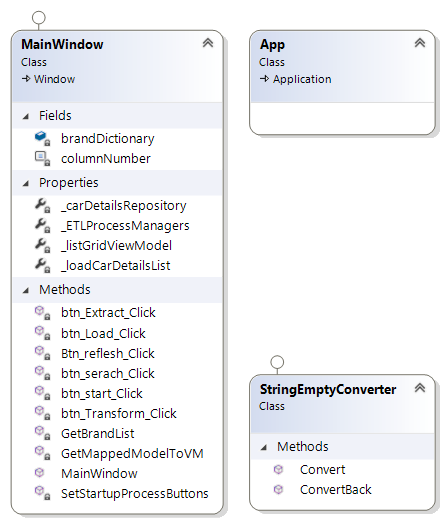 MainWindow
Class
Window
Fields
brandDictionary
columnNumber
Properties
_carDetailsRepository
_ETLProcessManagers
_listGridViewModel
_loadCarDetailsList
Methods
btn_Extract_Click
btn_Load_Click
Btn_reflesh_Click
btn_serach_Click
btn_start_Click
btn_Transform_Click
GetBrandList
GetMappedModelToVM
MainWindow
SetStartupProcessButtons
App
Class
Application
StringEmptyConverter
Class
Methods
Convert
ConvertBack